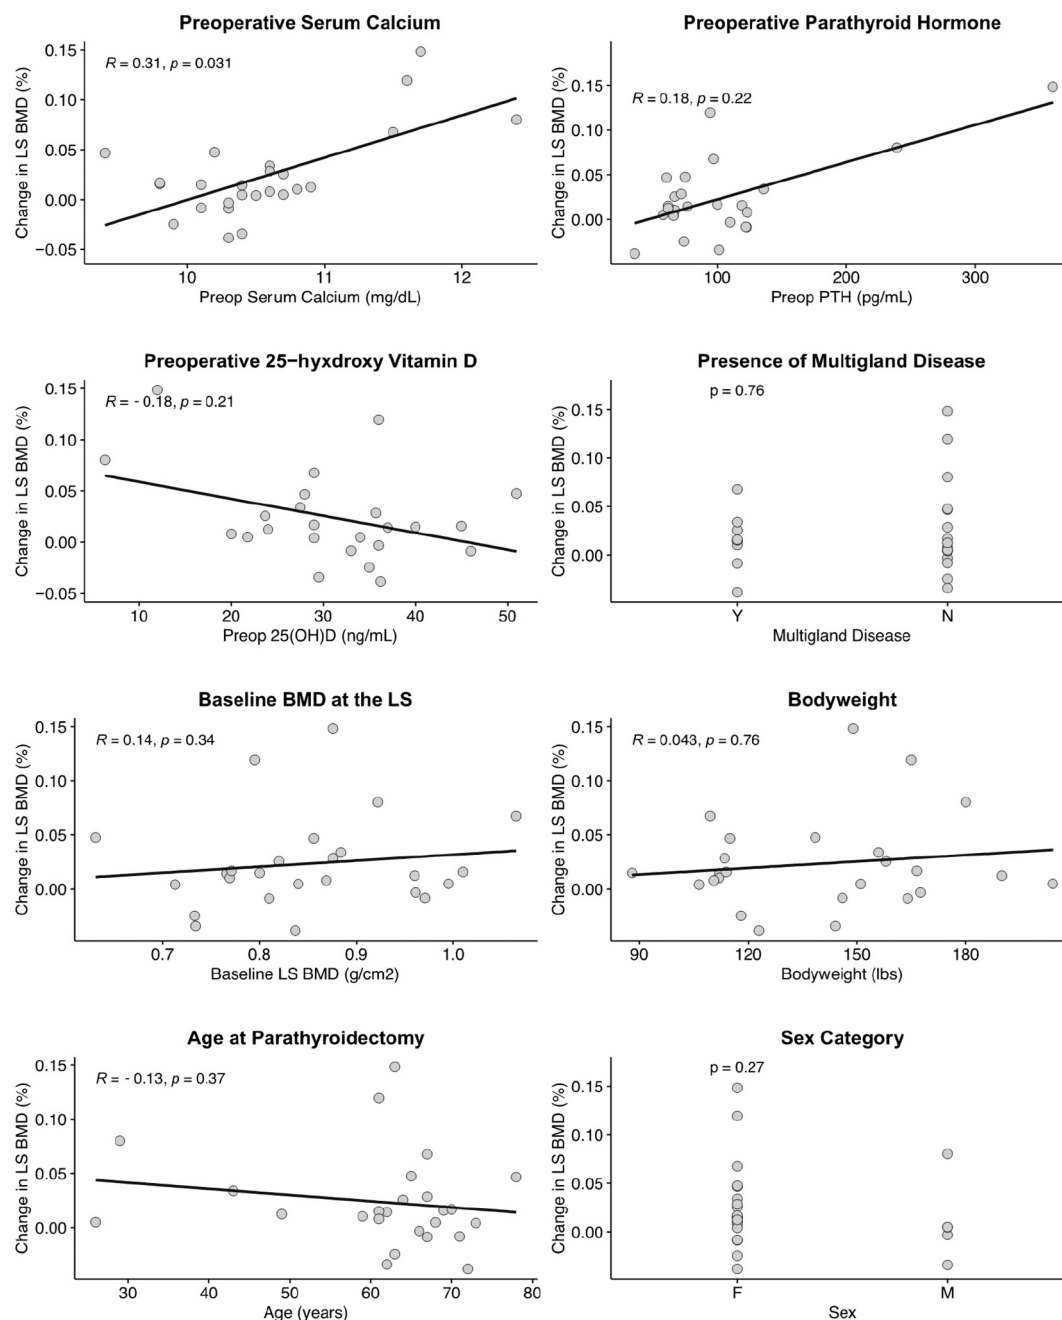 Preoperative Serum Calcium
R = 0.31, p = 0.031
Change in LS BMD (%)
0.15
0.10
0.05
0.00
−0.05
10
11
12
Preop Serum Calcium (mg/dL)
Preoperative Parathyroid Hormone
R = 0.18, p = 0.22
Change in LS BMD (%)
0.15
0.10
0.05
0.00
100
200
300
Preop PTH (pg/mL)
Preoperative 25−hyxdroxy Vitamin D
R = - 0.18, p = 0.21
Change in LS BMD (%)
0.15
0.10
0.05
0.00
−0.05
10
20
30
40
50
Preop 25(OH)D (ng/mL)
Presence of Multigland Disease
p = 0.76
Change in LS BMD (%)
0.15
0.10
0.05
0.00
Y
N
Multigland Disease
Baseline BMD at the LS
R = 0.14, p = 0.34
Change in LS BMD (%)
0.15
0.10
0.05
0.00
0.7
0.8
0.9
1.0
Baseline LS BMD (g/cm2)
Bodyweight
R = 0.043, p = 0.76
Change in LS BMD (%)
0.15
0.10
0.05
0.00
90
120
150
180
Bodyweight (lbs)
Age at Parathyroidectomy
R = - 0.13, p = 0.37
Change in LS BMD (%)
0.15
0.10
0.05
0.00
30
40
50
60
70
80
Age (years)
Sex Category
p = 0.27
Change in LS BMD (%)
0.15
0.10
0.05
0.00
F
M
Sex